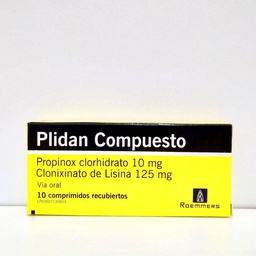 Plidan Compuesto
Propinox clorhidrato 10 mg
Clonixinato de Lisina 125 mg
Vía oral
10 comprimidos recubiertos
ROEMMERS